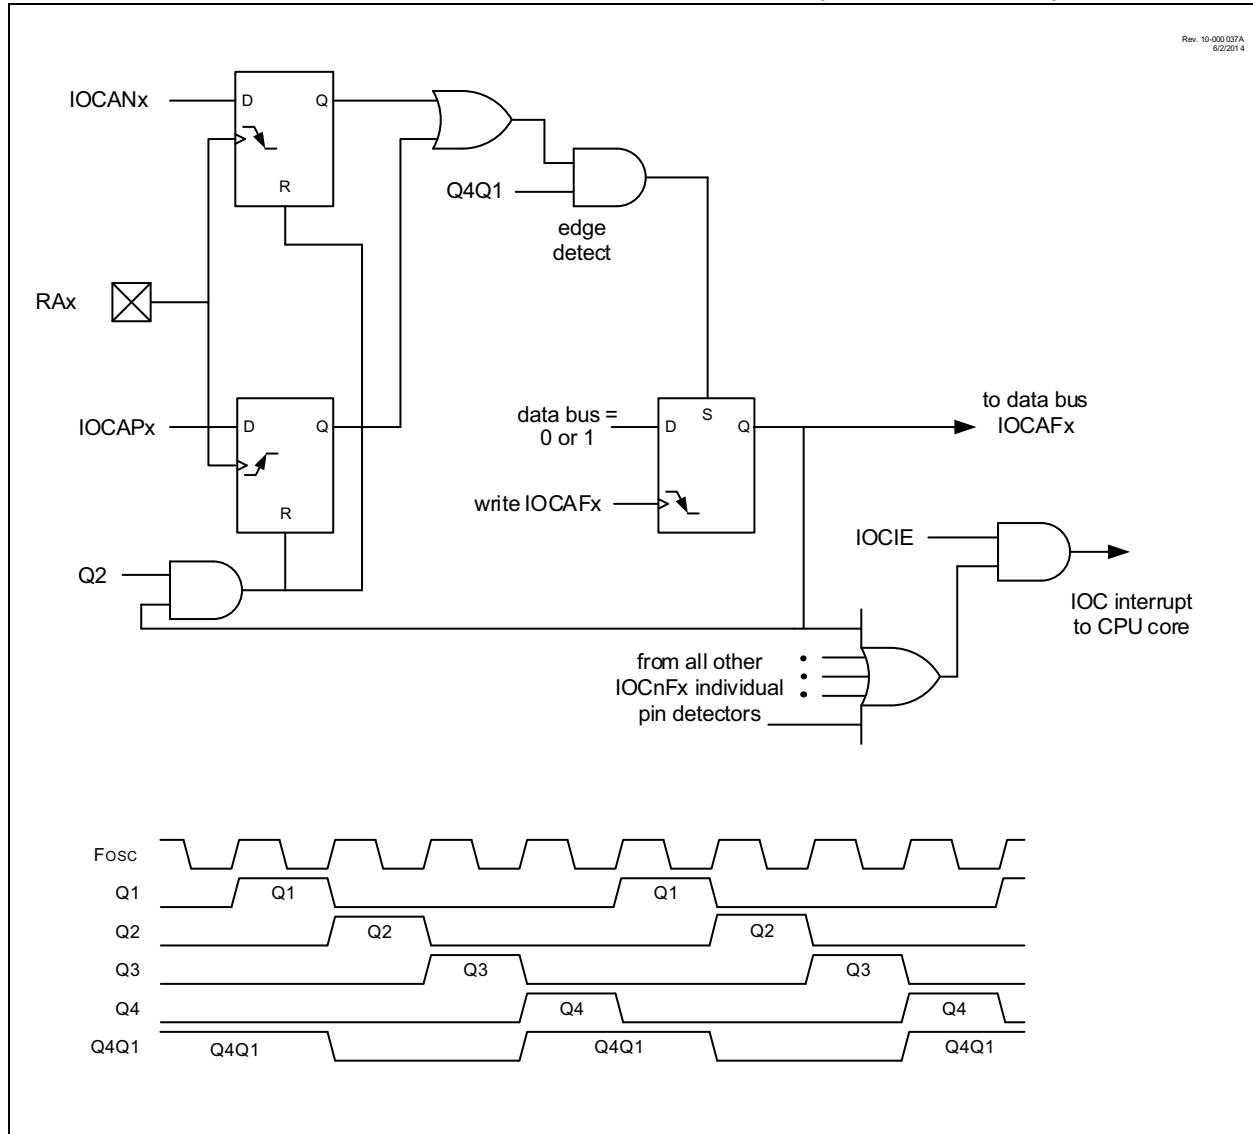 Rev. 10-000 037A
6/2/201 4
IOCANx
D
Q
R
Q4Q1
edge
detect
RAx
IOCAPx
D
Q
R
data bus =
0 or 1
D
S
Q
write IOCAFx
to data bus
IOCAFx
Q2
IOCIE
IOC interrupt
to CPU core
from all other
IOCnFx individual
pin detectors
FOSC
Q1
Q1
Q1
Q2
Q2
Q2
Q3
Q3
Q3
Q4
Q4
Q4
Q4Q1
Q4Q1
Q4Q1
Q4Q1